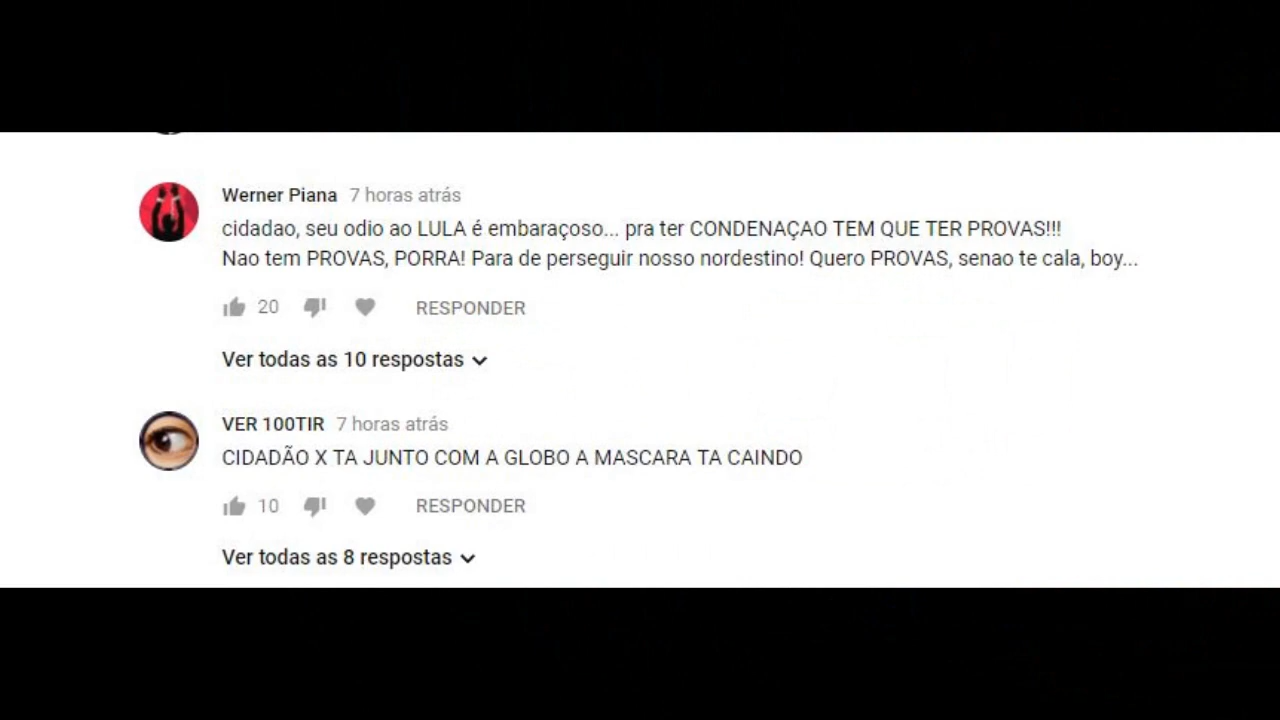 Werner Piana 7 horas atrás
cidadao, seu odio ao LULA é embaraçoso... pra ter CONDENAÇAO TEM QUE TER PROVAS!!!
Nao tem PROVAS, PORRA! Para de perseguir nosso nordestino! Quero PROVAS, senao te cala, boy...
20 RESPONDER
Ver todas as 10 respostas
VER 100TIR 7 horas atrás
CIDADÃO X TA JUNTO COM A GLOBO A MASCARA TA CAINDO
10 RESPONDER
Ver todas as 8 respostas